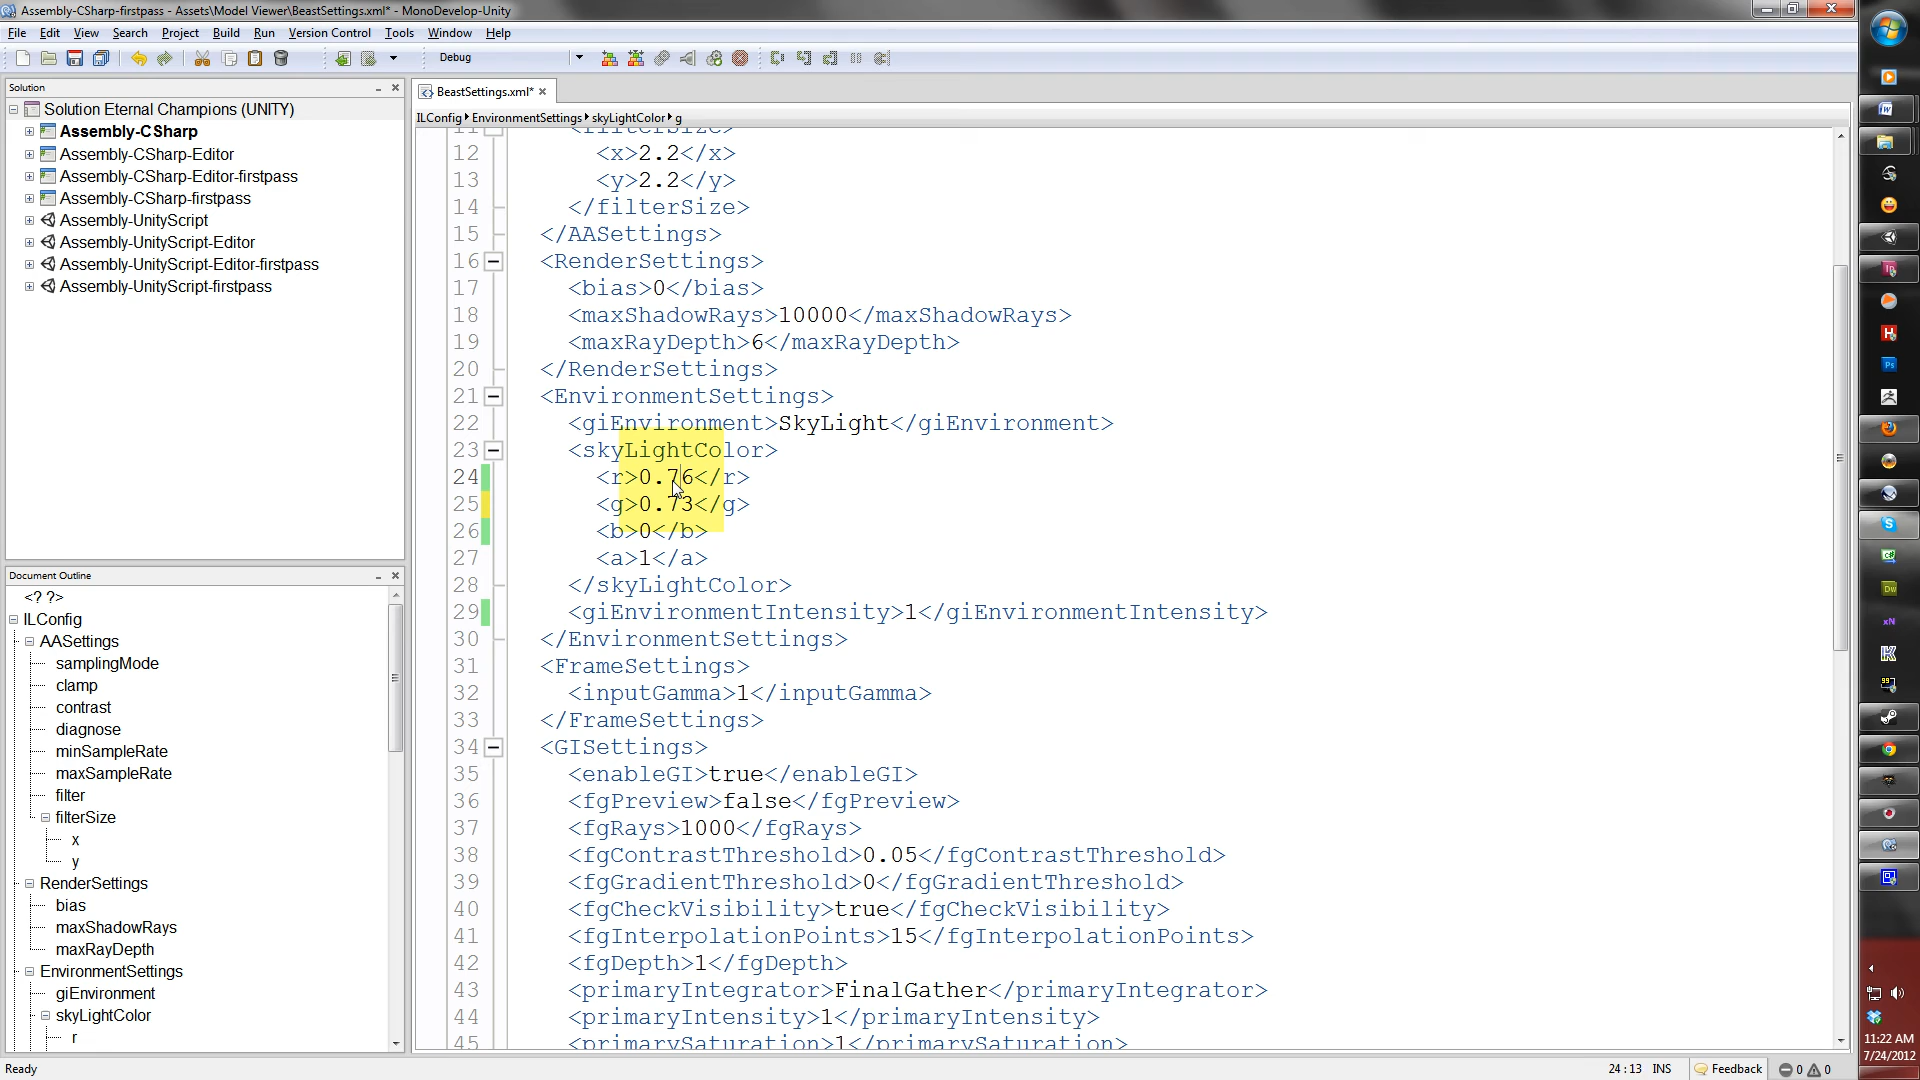 Assembly-CSharp-firstpass - Assets\Model Viewer\BeastSettings.xml* - MonoDevelop-Unity
File Edit View Search Project Build Run Version Control Tools Window Help
Debug
Solution
Solution Eternal Champions (UNITY)
Assembly-CSharp
Assembly-CSharp-Editor
Assembly-CSharp-Editor-firstpass
Assembly-CSharp-firstpass
Assembly-UnityScript
Assembly-UnityScript-Editor
Assembly-UnityScript-Editor-firstpass
Assembly-UnityScript-firstpass
Document Outline
<? ?>
ILConfig
AASettings
samplingMode
clamp
contrast
diagnose
minSampleRate
maxSampleRate
filter
filterSize
x
y
RenderSettings
bias
maxShadowRays
maxRayDepth
EnvironmentSettings
giEnvironment
skyLightColor
r
BeastSettings.xml*
ILConfig EnvironmentSettings skyLightColor g
11 <filterSize>
12 <x>2.2</x>
13 <y>2.2</y>
14 </filterSize>
15 </AASettings>
16 <RenderSettings>
17 <bias>0</bias>
18 <maxShadowRays>10000</maxShadowRays>
19 <maxRayDepth>6</maxRayDepth>
20 </RenderSettings>
21 <EnvironmentSettings>
22 <giEnvironment>SkyLight</giEnvironment>
23 <skyLightColor>
24 <r>0.76</r>
25 <g>0.73</g>
26 <b>0</b>
27 <a>1</a>
28 </skyLightColor>
29 <giEnvironmentIntensity>1</giEnvironmentIntensity>
30 </EnvironmentSettings>
31 <FrameSettings>
32 <inputGamma>1</inputGamma>
33 </FrameSettings>
34 <GISettings>
35 <enableGI>true</enableGI>
36 <fgPreview>false</fgPreview>
37 <fgRays>1000</fgRays>
38 <fgContrastThreshold>0.05</fgContrastThreshold>
39 <fgGradientThreshold>0</fgGradientThreshold>
40 <fgCheckVisibility>true</fgCheckVisibility>
41 <fgInterpolationPoints>15</fgInterpolationPoints>
42 <fgDepth>1</fgDepth>
43 <primaryIntegrator>FinalGather</primaryIntegrator>
44 <primaryIntensity>1</primaryIntensity>
45 <primarySaturation>1</primarySaturation>
Ready
24 : 13 INS
Feedback
0 0
11:22 AM
7/24/2012